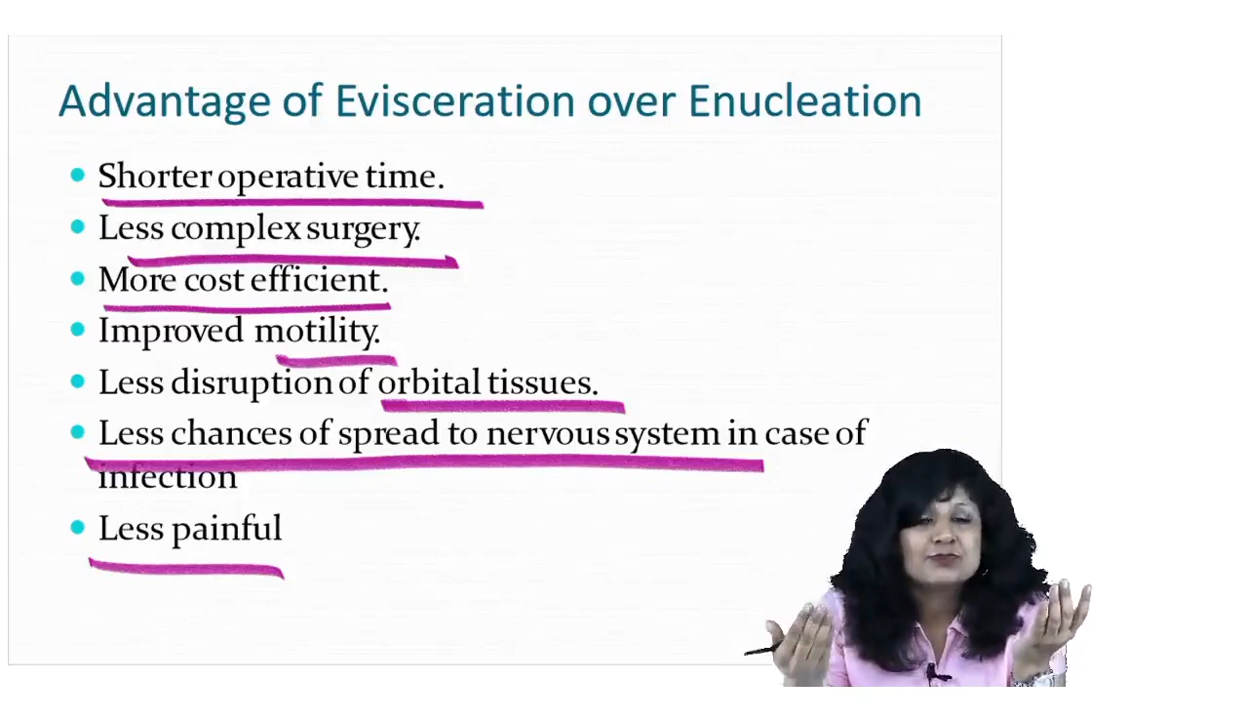 Advantage of Evisceration over Enucleation
Shorter operative time.
Less complex surgery.
More cost efficient.
Improved motility.
Less disruption of orbital tissues.
Less chances of spread to nervous system in case of
infection
Less painful